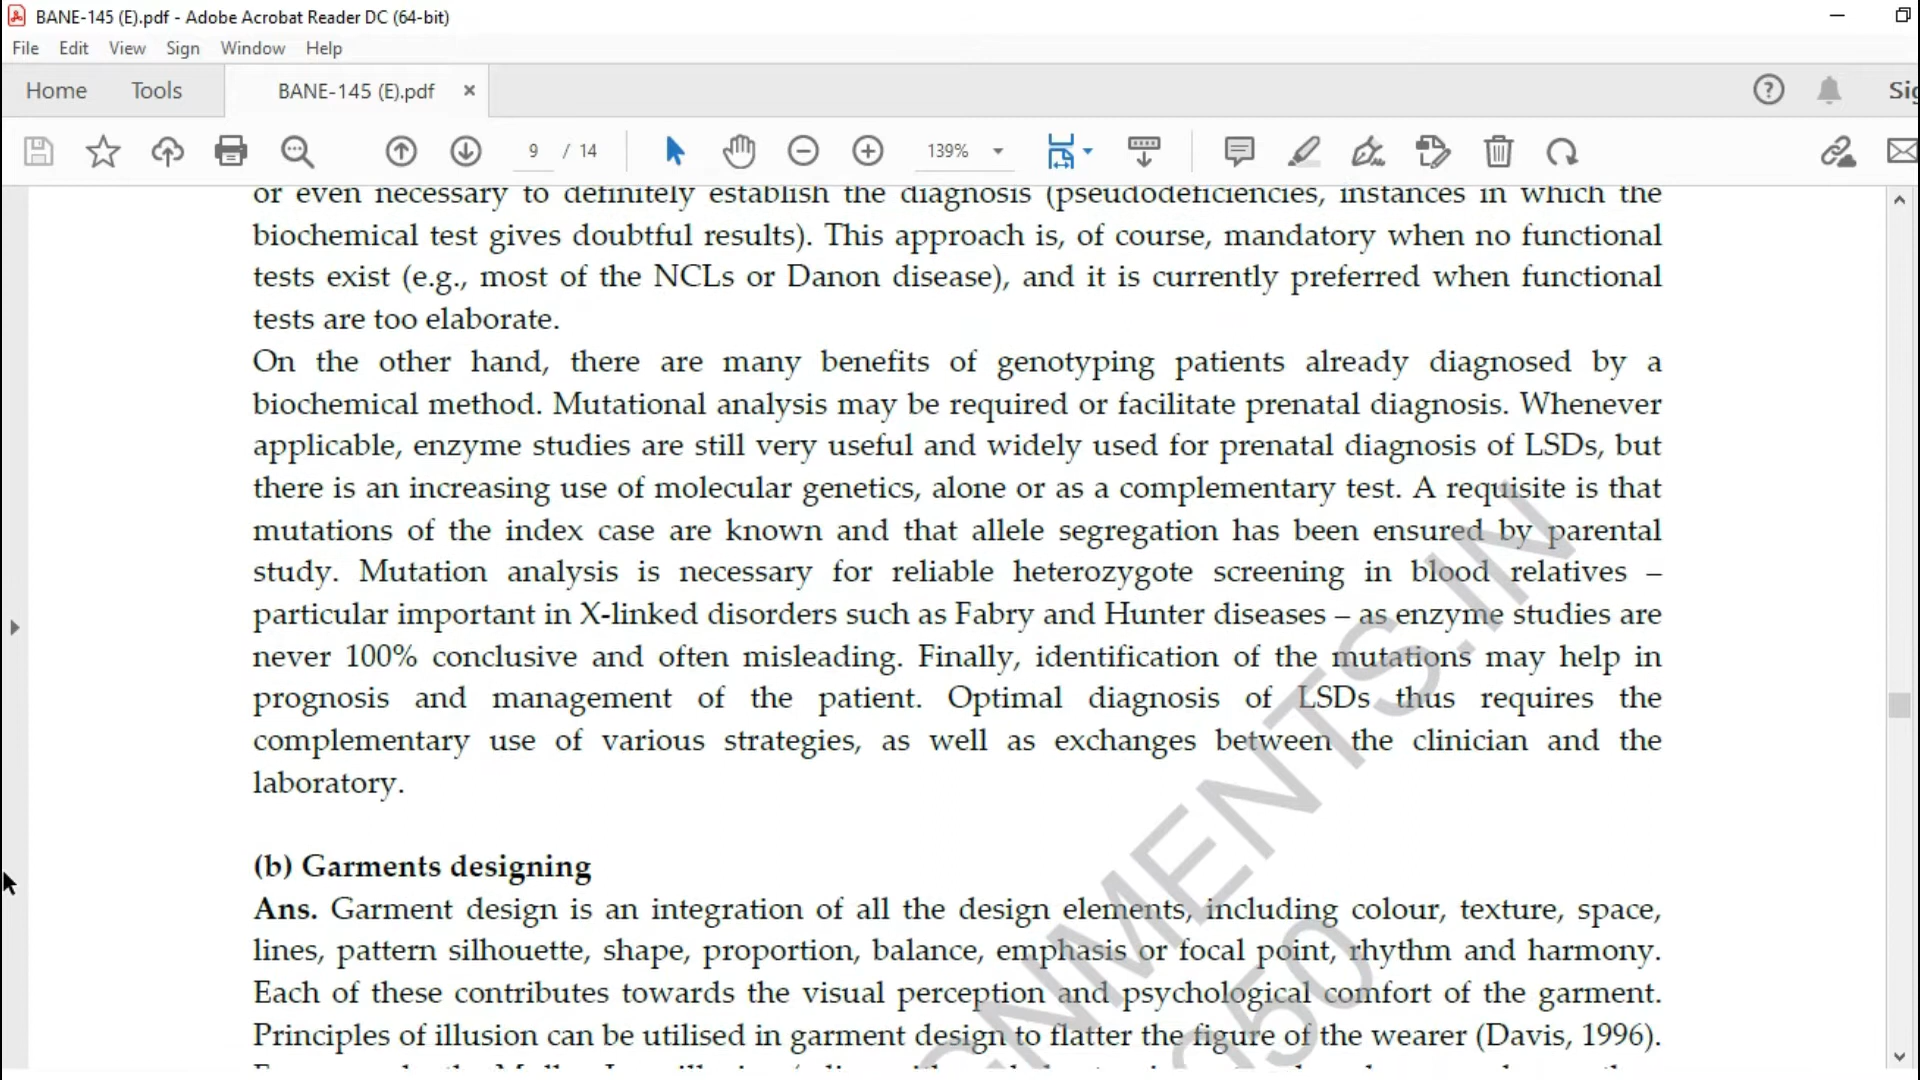 BANE-145 (E).pdf - Adobe Acrobat Reader DC (64-bit)
File Edit View Sign Window Help
Home Tools BANE-145 (E).pdf ×
9 / 14 139%
or even necessary to definitely establish the diagnosis (pseudodeficiencies, instances in which the
biochemical test gives doubtful results). This approach is, of course, mandatory when no functional
tests exist (e.g., most of the NCLs or Danon disease), and it is currently preferred when functional
tests are too elaborate.
On the other hand, there are many benefits of genotyping patients already diagnosed by a
biochemical method. Mutational analysis may be required or facilitate prenatal diagnosis. Whenever
applicable, enzyme studies are still very useful and widely used for prenatal diagnosis of LSDs, but
there is an increasing use of molecular genetics, alone or as a complementary test. A requisite is that
mutations of the index case are known and that allele segregation has been ensured by parental
study. Mutation analysis is necessary for reliable heterozygote screening in blood relatives –
particular important in X-linked disorders such as Fabry and Hunter diseases – as enzyme studies are
never 100% conclusive and often misleading. Finally, identification of the mutations may help in
prognosis and management of the patient. Optimal diagnosis of LSDs thus requires the
complementary use of various strategies, as well as exchanges between the clinician and the
laboratory.
(b) Garments designing
Ans. Garment design is an integration of all the design elements, including colour, texture, space,
lines, pattern silhouette, shape, proportion, balance, emphasis or focal point, rhythm and harmony.
Each of these contributes towards the visual perception and psychological comfort of the garment.
Principles of illusion can be utilised in garment design to flatter the figure of the wearer (Davis, 1996).
GNMENTS.IN
350